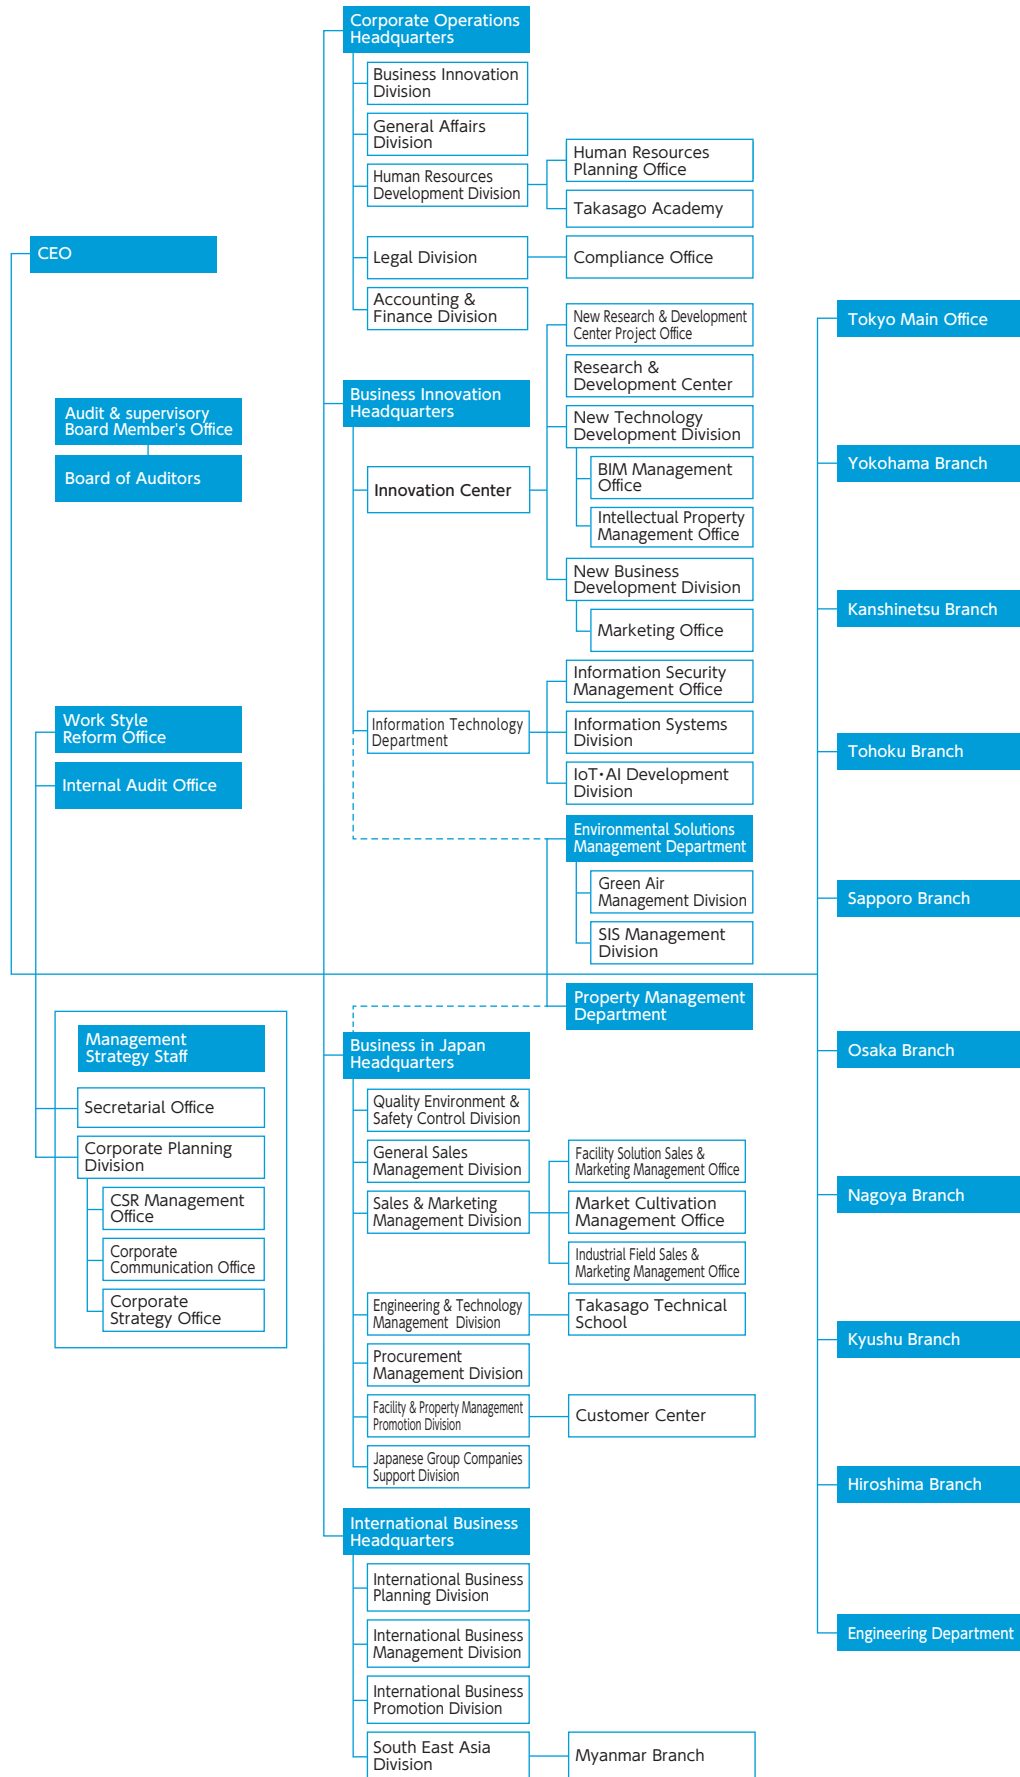 CEO
Audit & supervisory
Board Member's Office
Board of Auditors
Work Style
Reform Office
Internal Audit Office
Management
Strategy Staff
Secretarial Office
Corporate Planning
Division
CSR Management
Office
Corporate
Communication Office
Corporate
Strategy Office
Corporate Operations
Headquarters
Business Innovation
Division
General Affairs
Division
Human Resources
Development Division
Human Resources
Planning Office
Takasago Academy
Legal Division
Compliance Office
Accounting &
Finance Division
Business Innovation
Headquarters
Innovation Center
New Research & Development
Center Project Office
Research &
Development Center
New Technology
Development Division
BIM Management
Office
Intellectual Property
Management Office
New Business
Development Division
Marketing Office
Information Technology
Department
Information Security
Management Office
Information Systems
Division
IoT・AI Development
Division
Environmental Solutions
Management Department
Green Air
Management Division
SIS Management
Division
Property Management
Department
Business in Japan
Headquarters
Quality Environment &
Safety Control Division
General Sales
Management Division
Sales & Marketing
Management Division
Facility Solution Sales &
Marketing Management Office
Market Cultivation
Management Office
Industrial Field Sales &
Marketing Management Office
Engineering & Technology
Management Division
Takasago Technical
School
Procurement
Management Division
Facility & Property Management
Promotion Division
Customer Center
Japanese Group Companies
Support Division
International Business
Headquarters
International Business
Planning Division
International Business
Management Division
International Business
Promotion Division
South East Asia
Division
Myanmar Branch
Tokyo Main Office
Yokohama Branch
Kanshinetsu Branch
Tohoku Branch
Sapporo Branch
Osaka Branch
Nagoya Branch
Kyushu Branch
Hiroshima Branch
Engineering Department